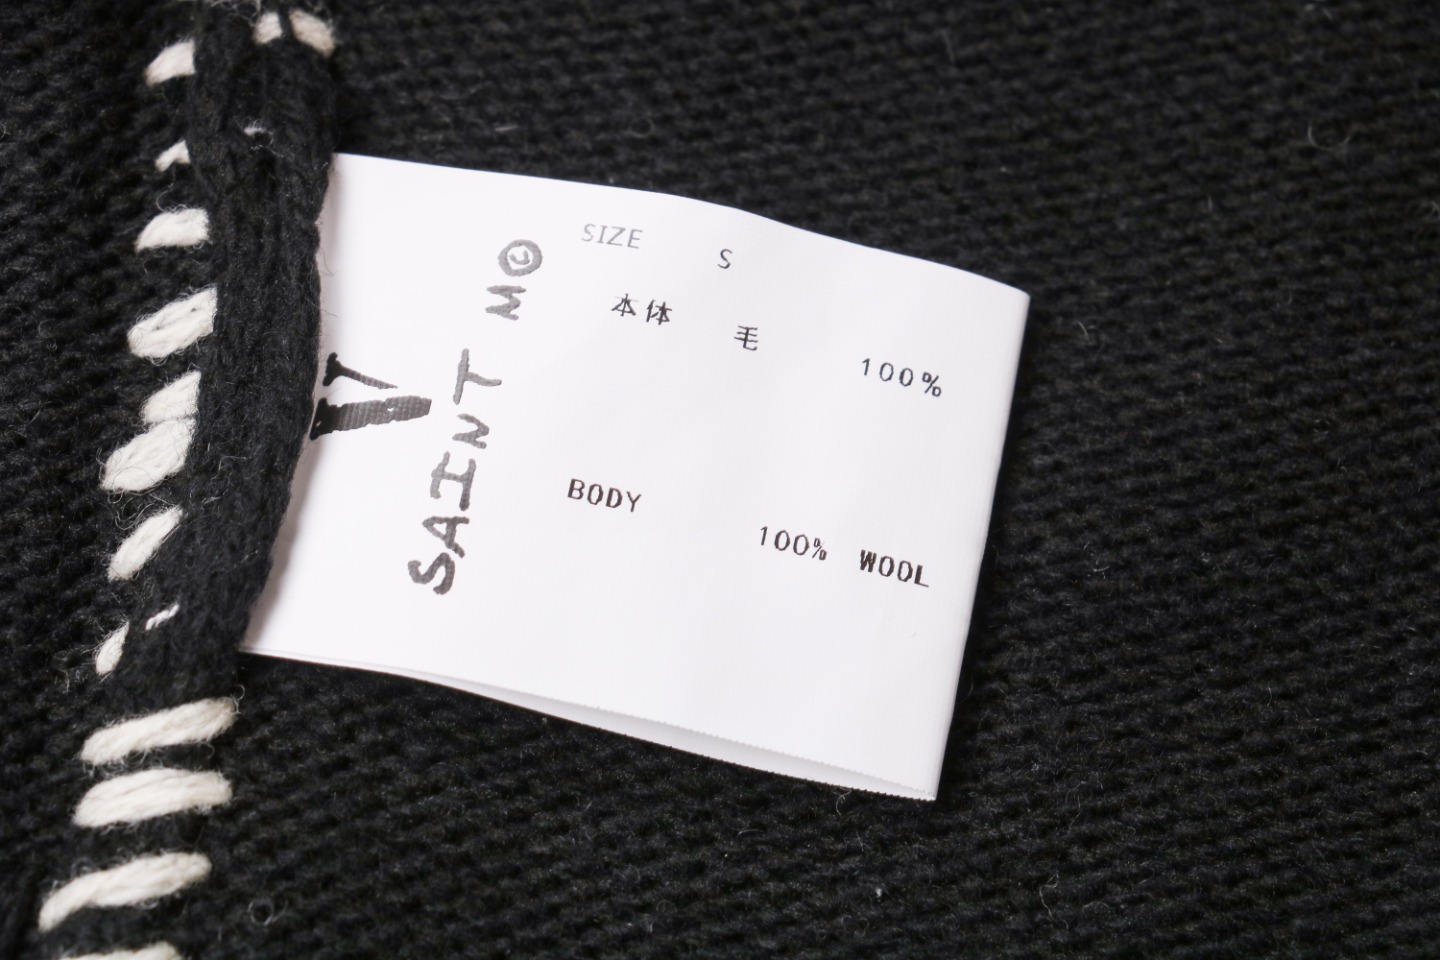 V
SAINT M
SIZE S
本体 毛 100%
BODY 100% WOOL